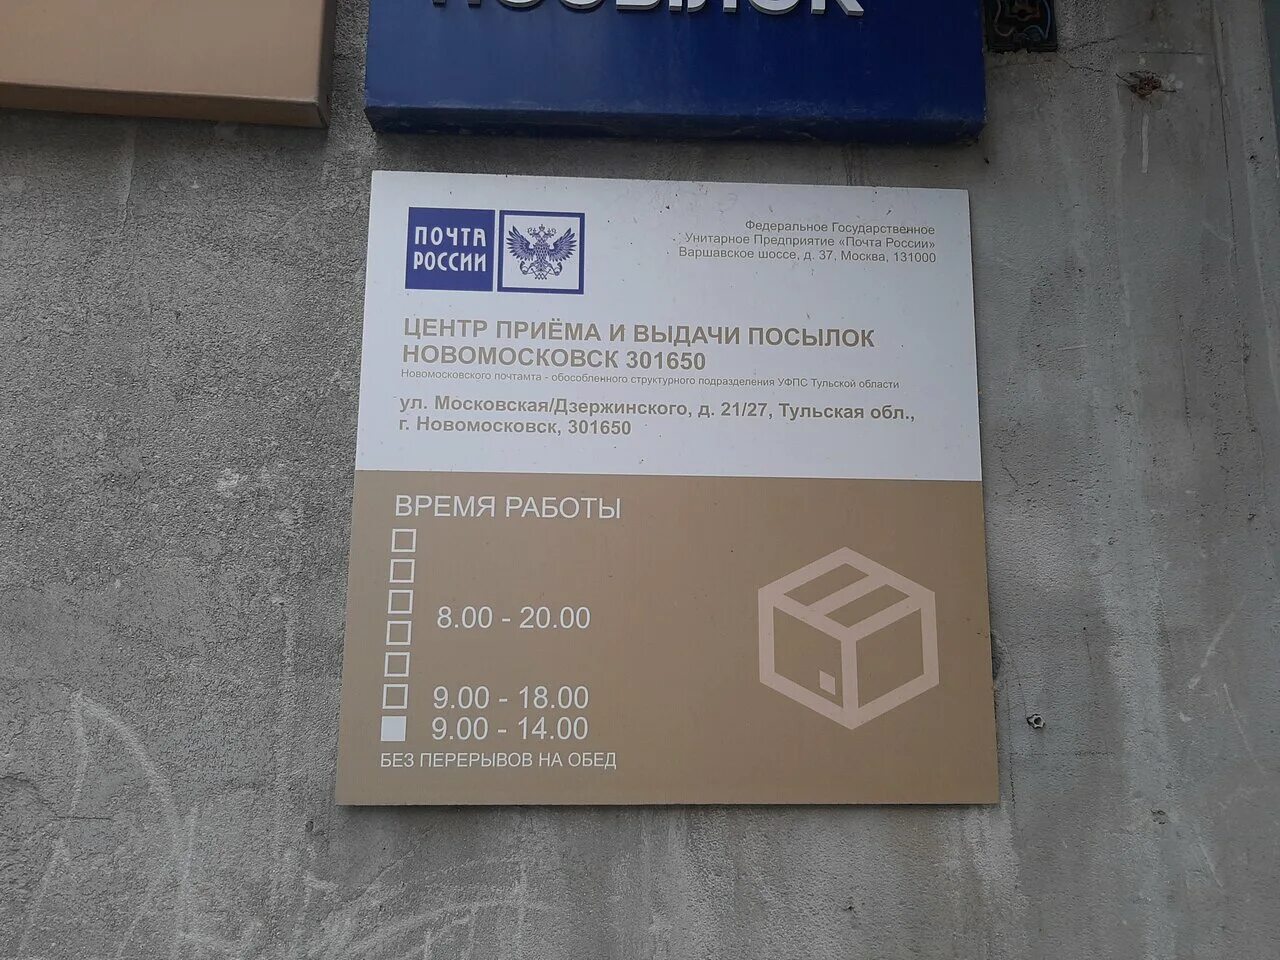 ПОСЫЛОК
ПОЧТА
РОССИИ
Федеральное Государственное
Унитарное Предприятие «Почта России»
Варшавское шоссе, д. 37, Москва, 131000
ЦЕНТР ПРИЁМА И ВЫДАЧИ ПОСЫЛОК
НОВОМОСКОВСК 301650
Новомосковского почтамта - обособленного структурного подразделения УФПС Тульской области
ул. Московская/Дзержинского, д. 21/27, Тульская обл.,
г. Новомосковск, 301650
ВРЕМЯ РАБОТЫ
8.00 - 20.00
9.00 - 18.00
9.00 - 14.00
БЕЗ ПЕРЕРЫВОВ НА ОБЕД